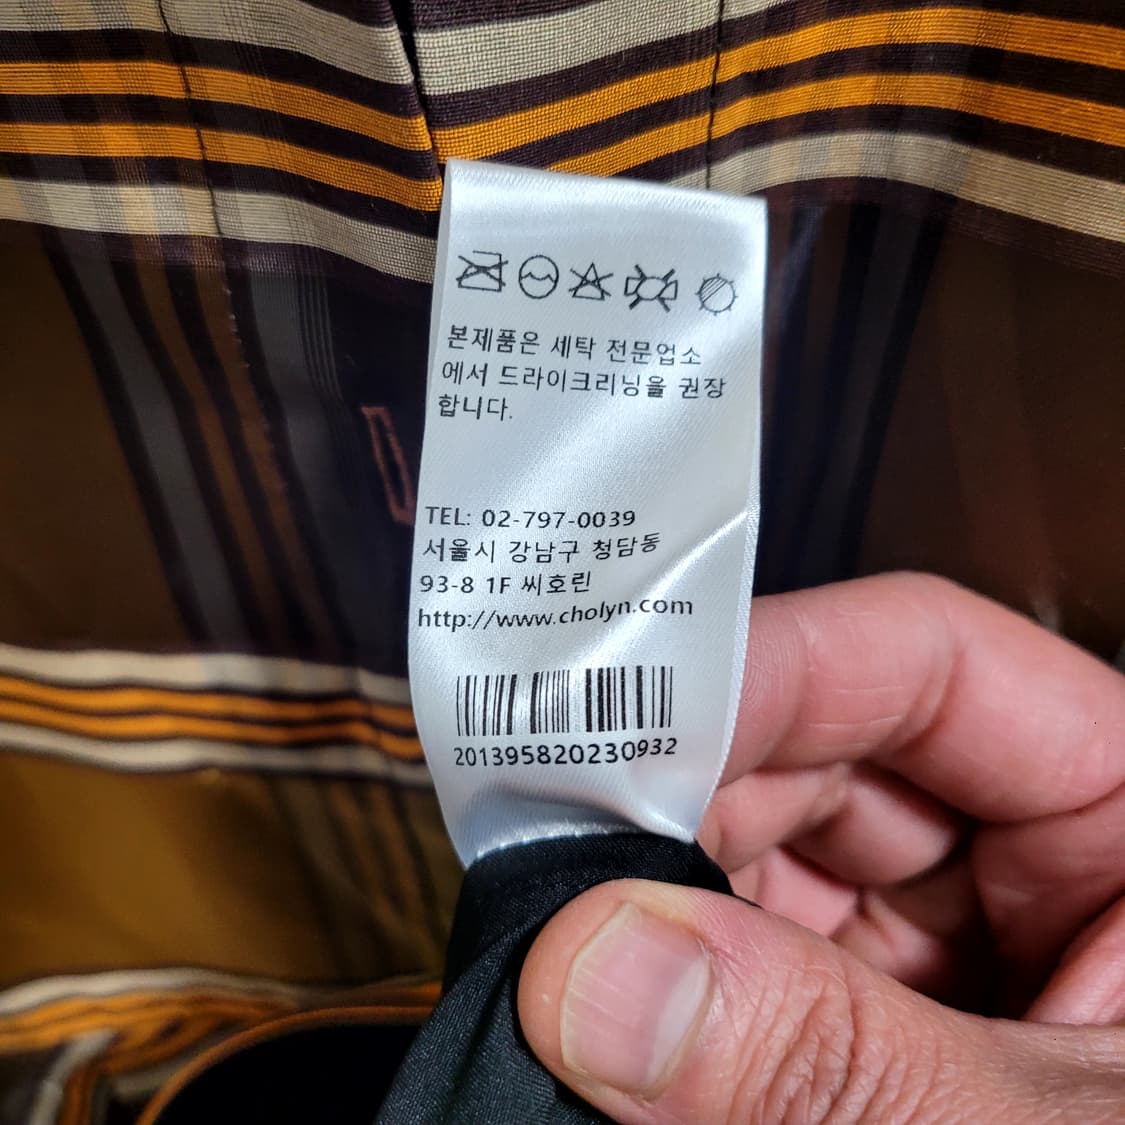 본제품은 세탁 전문업소
에서 드라이크리닝을 권장
합니다.
TEL: 02-797-0039
서울시 강남구 청담동
93-8 1F 씨호린
http://www.cholyn.com
201395820230932